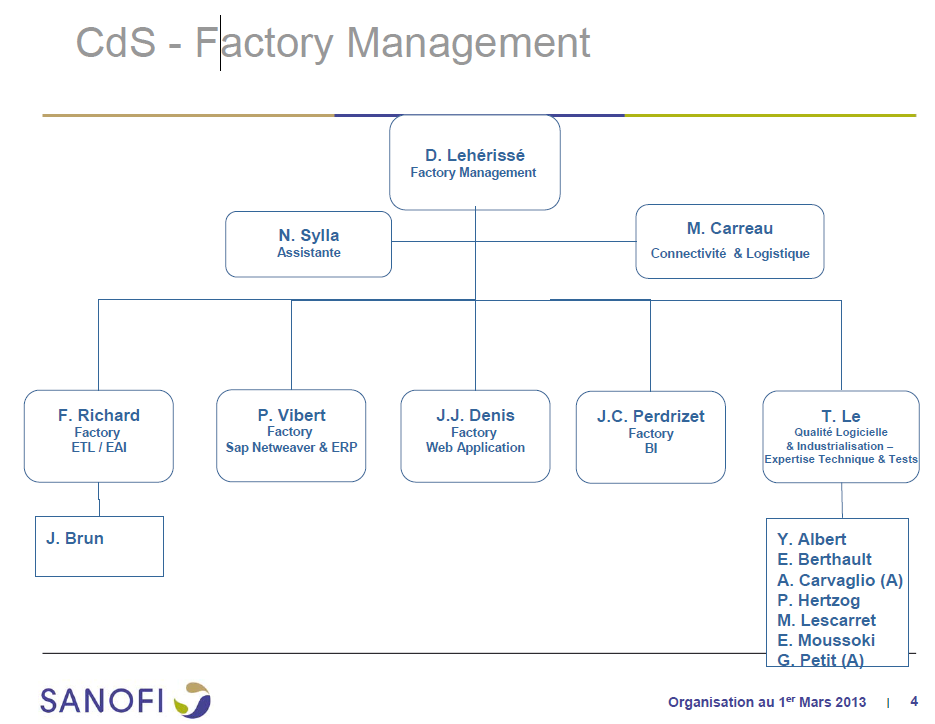 CdS - Factory Management
D. Lehérissé
Factory Management
N. Sylla
Assistante
M. Carreau
Connectivité & Logistique
F. Richard
Factory
ETL / EAI
P. Vibert
Factory
Sap Netweaver & ERP
J.J. Denis
Factory
Web Application
J.C. Perdrizet
Factory
BI
T. Le
Qualité Logicielle
& Industrialisation –
Expertise Technique & Tests
J. Brun
Y. Albert
E. Berthault
A. Carvaglio (A)
P. Hertzog
M. Lescarret
E. Moussoki
G. Petit (A)
SANOFI
Organisation au 1er Mars 2013 | 4